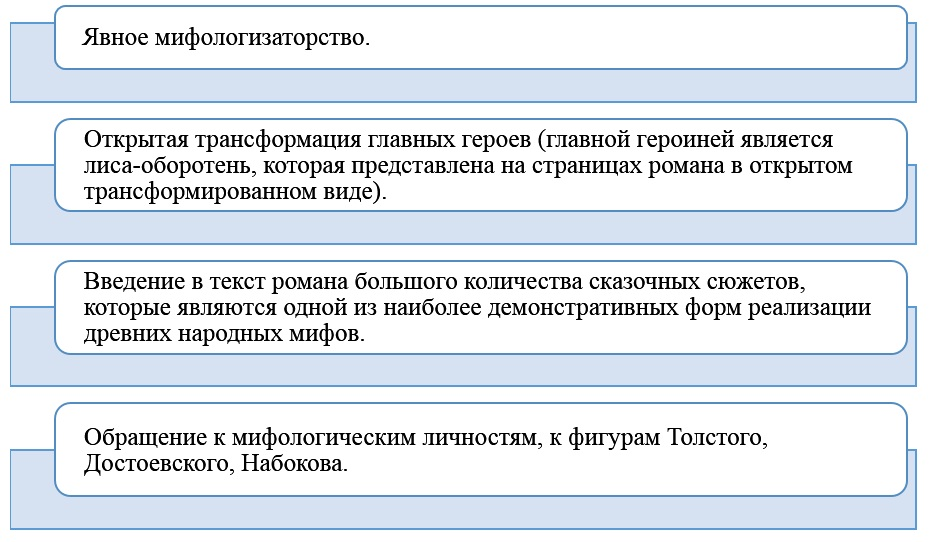 Явное мифологизаторство.
Открытая трансформация главных героев (главной героиней является
лиса-оборотень, которая представлена на страницах романа в открытом
трансформированном виде).
Введение в текст романа большого количества сказочных сюжетов,
которые являются одной из наиболее демонстративных форм реализации
древних народных мифов.
Обращение к мифологическим личностям, к фигурам Толстого,
Достоевского, Набокова.